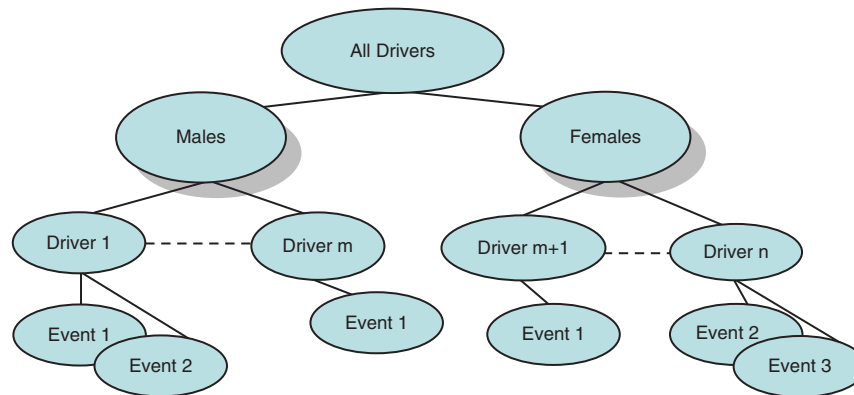 All Drivers
Males
Females
Driver 1
Driver m
Driver m+1
Driver n
Event 1
Event 2
Event 1
Event 1
Event 2
Event 3